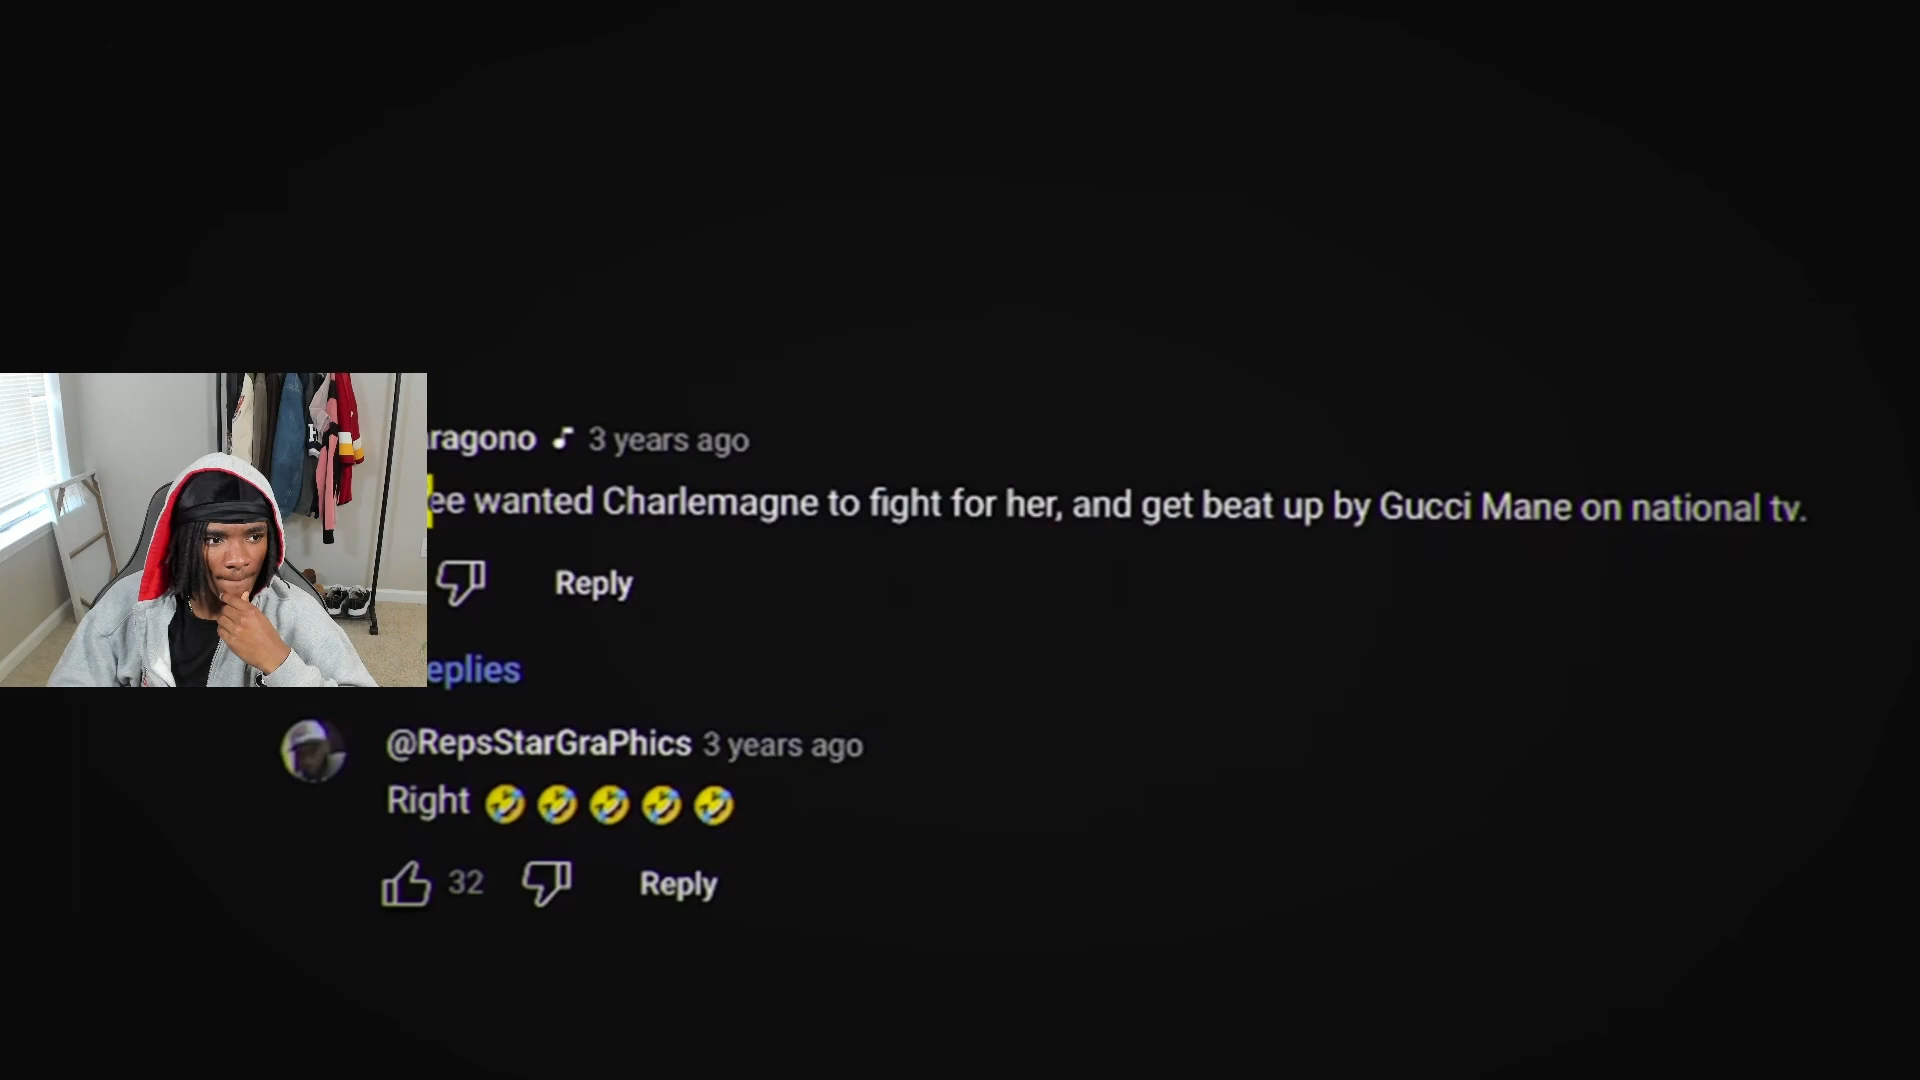 ragono 3 years ago
ee wanted Charlemagne to fight for her, and get beat up by Gucci Mane on national tv.
Reply
eplies
@RepsStarGraPhics 3 years ago
Right 🤣🤣🤣🤣🤣
32 Reply